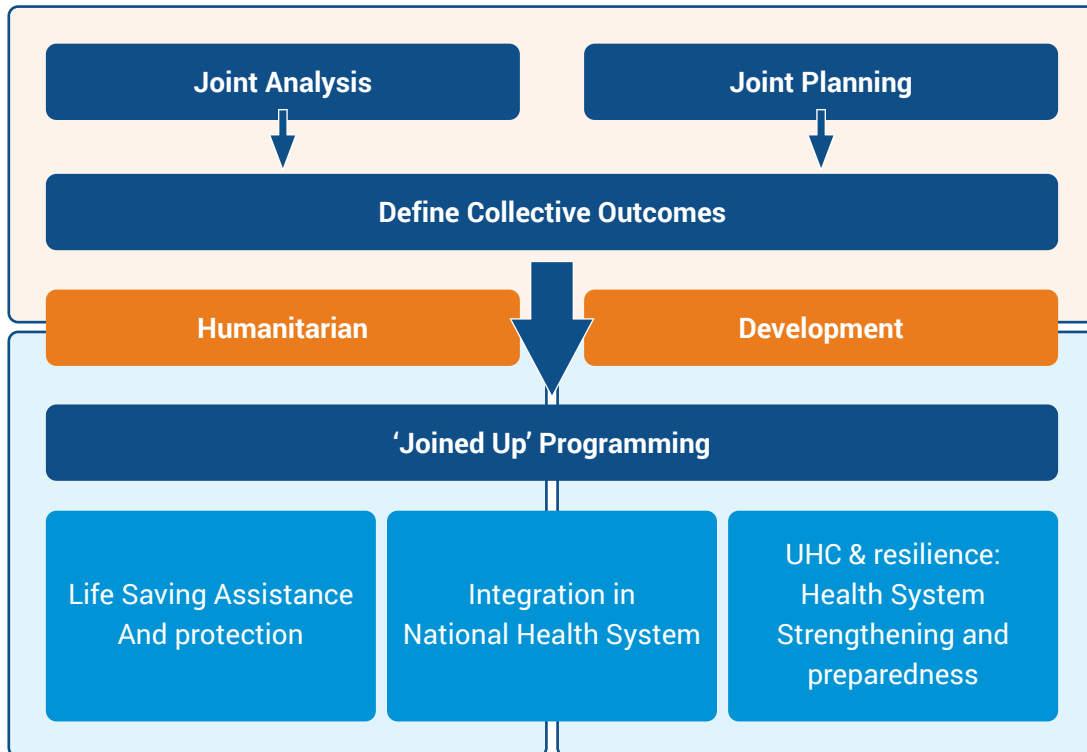 Joint Analysis
Joint Planning
Define Collective Outcomes
Humanitarian
Development
‘Joined Up’ Programming
Life Saving Assistance
And protection
Integration in
National Health System
UHC & resilience:
Health System
Strengthening and
preparedness